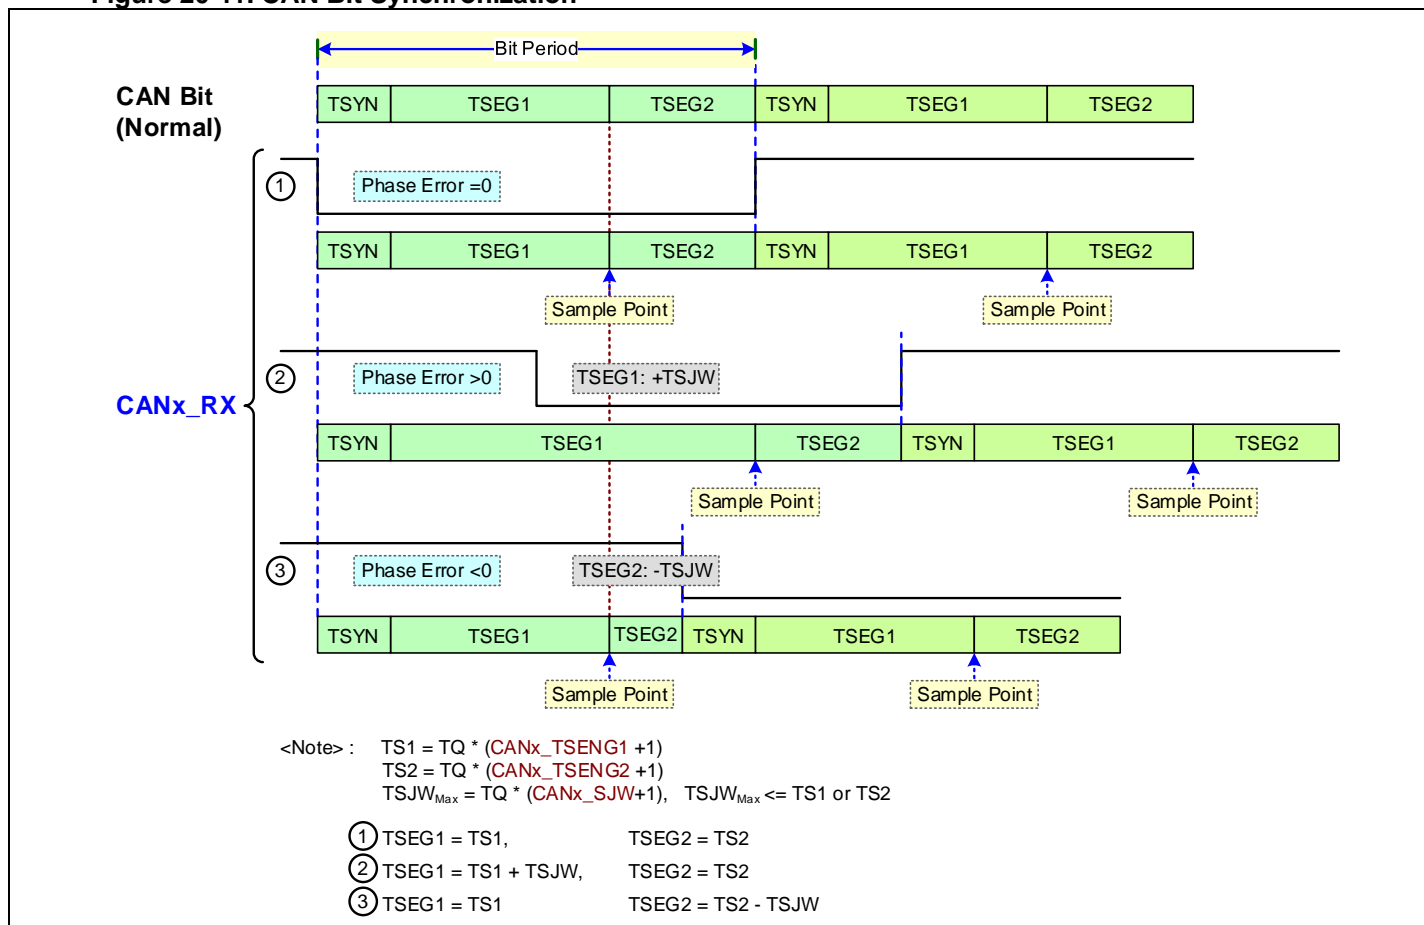 Bit Period
CAN Bit
(Normal)
TSYN TSEG1 TSEG2 TSYN TSEG1 TSEG2
1 Phase Error =0
TSYN TSEG1 TSEG2 TSYN TSEG1 TSEG2
Sample Point Sample Point
CANx_RX
2 Phase Error >0 TSEG1: +TSJW
TSYN TSEG1 TSEG2 TSYN TSEG1 TSEG2
Sample Point Sample Point
3 Phase Error <0 TSEG2: -TSJW
TSYN TSEG1 TSEG2 TSYN TSEG1 TSEG2
Sample Point Sample Point
<Note> : TS1 = TQ * (CANx_TSENG1 +1)
TS2 = TQ * (CANx_TSENG2 +1)
TSJWMax = TQ * (CANx_SJW+1), TSJWMax <= TS1 or TS2
1 TSEG1 = TS1, TSEG2 = TS2
2 TSEG1 = TS1 + TSJW, TSEG2 = TS2
3 TSEG1 = TS1 TSEG2 = TS2 - TSJW